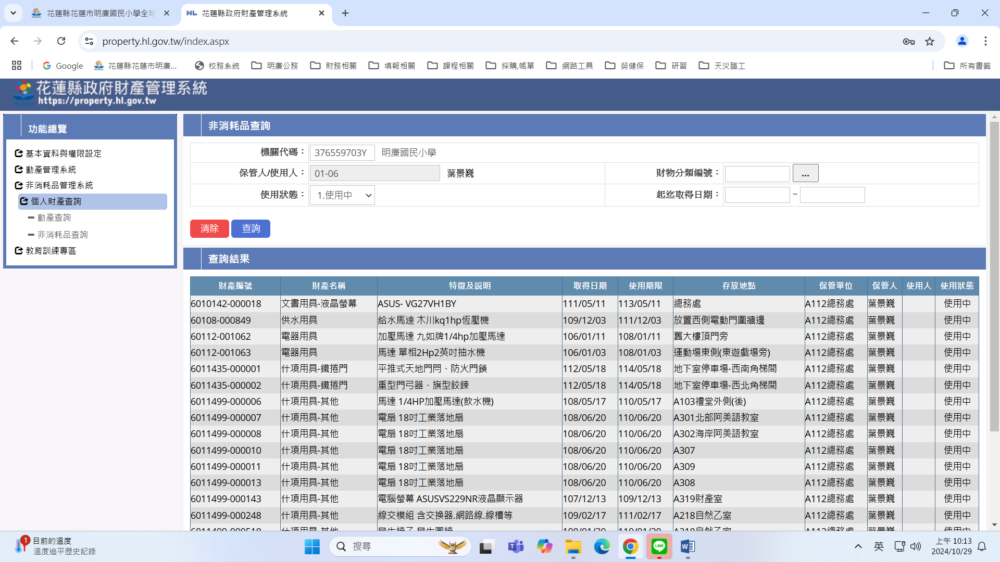 花蓮縣花蓮市明廉國民小學全球
花蓮縣政府財產管理系統
property.hl.gov.tw/index.aspx
Google
花蓮縣花蓮市明廉...
校務系統
明廉公務
財務相關
填報相關
課程相關
採購,帳單
網路工具
勞健保
研習
天災臨工
所有書籤
花蓮縣政府財產管理系統
https://property.hl.gov.tw
功能總覽
基本資料與權限設定
動產管理系統
非消耗品管理系統
個人財產查詢
動產查詢
非消耗品查詢
教育訓練專區
非消耗品查詢
機關代碼： 376559703Y 明廉國民小學
保管人/使用人： 01-06 葉景巍 財物分類編號： ...
使用狀態： 1.使用中 起迄取得日期： ~
清除 查詢
查詢結果
財產編號 財產名稱 特徵及說明 取得日期 使用期限 存放地點 保管單位 保管人 使用人 使用狀態
6010142-000018 文書用具-液晶螢幕 ASUS- VG27VH1BY 111/05/11 113/05/11 總務處 A112總務處 葉景巍 使用中
60108-000849 供水用具 給水馬達 木川kq1hp恆壓機 109/12/03 111/12/03 放置西側電動門圍牆邊 A112總務處 葉景巍 使用中
60112-001062 電器用具 加壓馬達 九如牌1/4hp加壓馬達 106/01/11 108/01/11 舊大樓頂門旁 A112總務處 葉景巍 使用中
60112-001063 電器用具 馬達 單相2Hp2英吋抽水機 106/01/03 108/01/03 運動場東側(東遊戲場旁) A112總務處 葉景巍 使用中
6011435-000001 什項用具-鐵捲門 平推式天地門閂、防火門鎖 112/05/18 114/05/18 地下室停車場-西南角梯間 A112總務處 葉景巍 使用中
6011435-000002 什項用具-鐵捲門 重型門弓器、旗型鉸鍊 112/05/18 114/05/18 地下室停車場-西北角梯間 A112總務處 葉景巍 使用中
6011499-000006 什項用具-其他 馬達 1/4HP加壓馬達(飲水機) 108/05/17 110/05/17 A103禮堂外側(後) A112總務處 葉景巍 使用中
6011499-000007 什項用具-其他 電扇 18吋工業落地扇 108/06/20 110/06/20 A301北部阿美語教室 A112總務處 葉景巍 使用中
6011499-000008 什項用具-其他 電扇 18吋工業落地扇 108/06/20 110/06/20 A302海岸阿美語教室 A112總務處 葉景巍 使用中
6011499-000010 什項用具-其他 電扇 18吋工業落地扇 108/06/20 110/06/20 A307 A112總務處 葉景巍 使用中
6011499-000011 什項用具-其他 電扇 18吋工業落地扇 108/06/20 110/06/20 A309 A112總務處 葉景巍 使用中
6011499-000013 什項用具-其他 電扇 18吋工業落地扇 108/06/20 110/06/20 A308 A112總務處 葉景巍 使用中
6011499-000143 什項用具-其他 電腦螢幕 ASUSVS229NR液晶顯示器 107/12/13 109/12/13 A319財產室 A112總務處 葉景巍 使用中
6011499-000248 什項用具-其他 線交模組 含交換器.網路線.線槽等 109/02/17 111/02/17 A218自然乙室 A112總務處 葉景巍 使用中
1
目前的溫度
溫度追平歷史記錄
搜尋
LINE
英
上午 10:13
2024/10/29